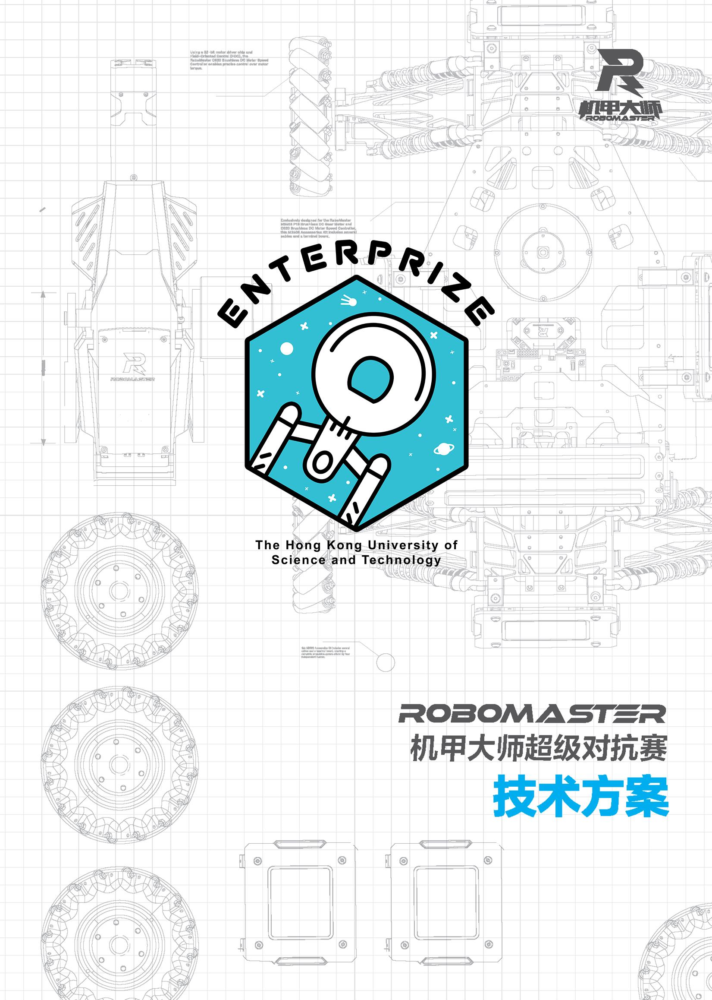 Using a 32-bit motor driver chip and
Field-Oriented Control (FOC), the
RoboMaster C620 Brushless DC Motor Speed
Controller enables precise control over motor
torque.
机甲大师
ROBOMASTER
Exclusively designed for the RoboMaster
M3508 P19 Brushless DC Gear Motor and
C620 Brushless DC Motor Speed Controller,
this M3508 Accessories Kit includes several
cables and a terminal board.
ENTERPRIZE
ROBOMASTER
The Hong Kong University of
Science and Technology
this M3508 Accessories Kit includes several
cables and a terminal board, creating a
complete propulsion system driven by four
independent motors.
ROBOMASTER
机甲大师超级对抗赛
技术方案